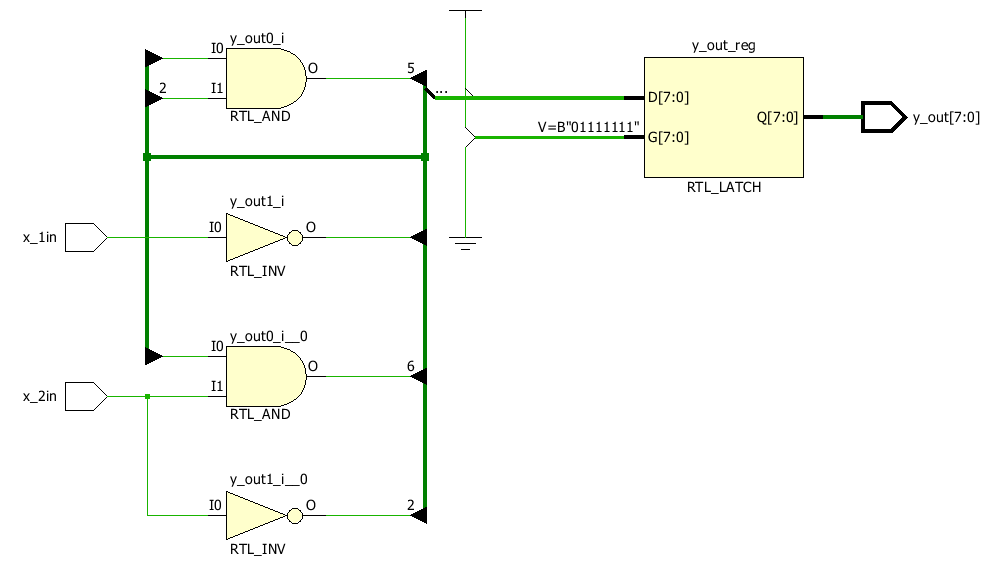 y_out0_i
I0
I1
2
O
RTL_AND
5
...
V=B"01111111"
y_out_reg
D[7:0]
G[7:0]
Q[7:0]
RTL_LATCH
y_out[7:0]
x_1in
y_out1_i
I0
O
RTL_INV
x_2in
y_out0_i__0
I0
I1
O
RTL_AND
6
y_out1_i__0
I0
O
RTL_INV
2